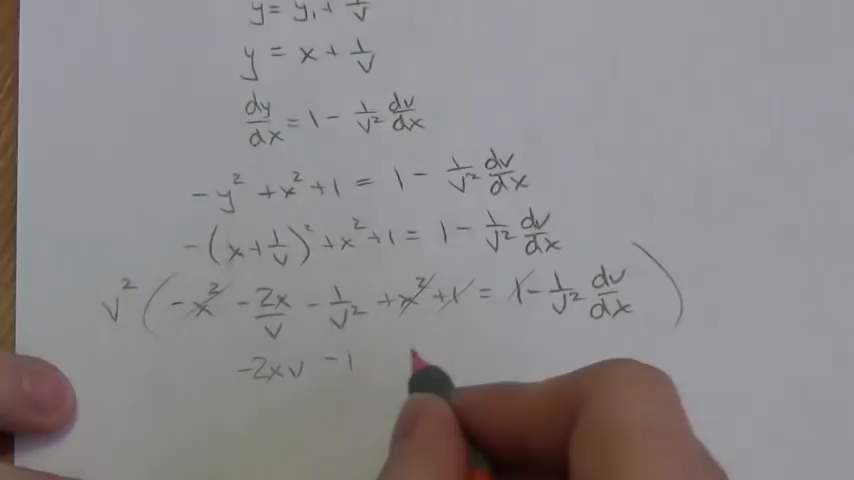 y = y₁ + 1/v
y = x + 1/v
dy/dx = 1 - 1/v² dv/dx
-y² + x² + 1 = 1 - 1/v² dv/dx
-(x + 1/v)² + x² + 1 = 1 - 1/v² dv/dx
v² ( -x² - 2x/v - 1/v² + x² + 1 = 1 - 1/v² dv/dx )
-2xv - 1